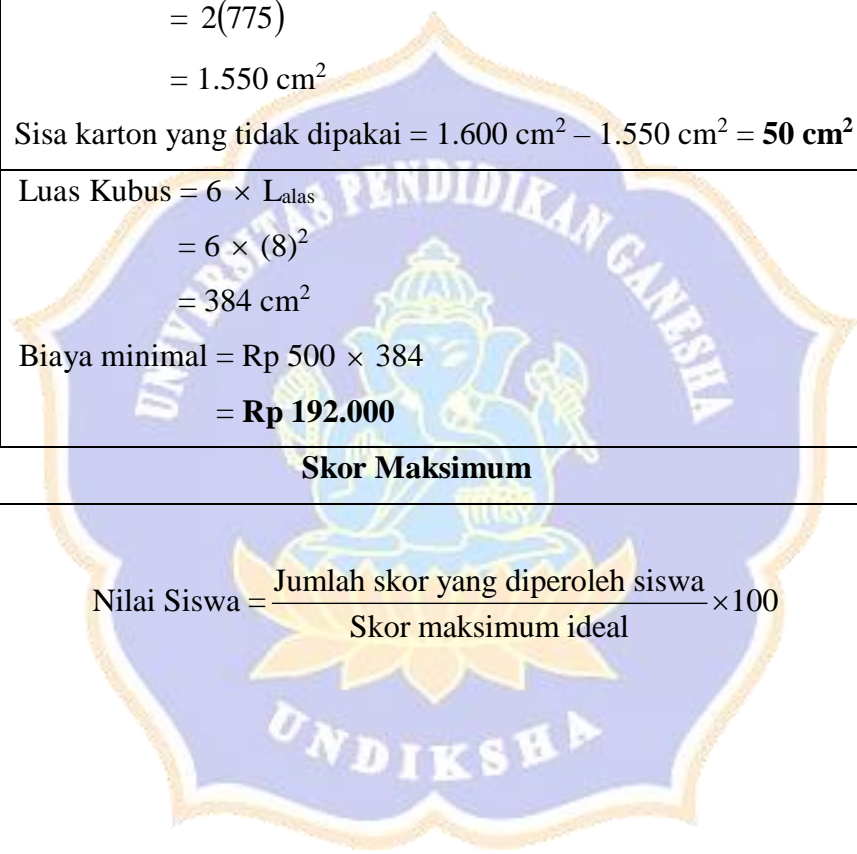 = 2(775)
= 1.550 cm²
Sisa karton yang tidak dipakai = 1.600 cm² – 1.550 cm² = 50 cm²
Luas Kubus = 6 × Lalas
= 6 × (8)²
= 384 cm²
Biaya minimal = Rp 500 × 384
= Rp 192.000
Skor Maksimum
Nilai Siswa = Jumlah skor yang diperoleh siswa / Skor maksimum ideal ×100
UNIVERSITAS PENDIDIKAN GANESHA
UNDIKSHA